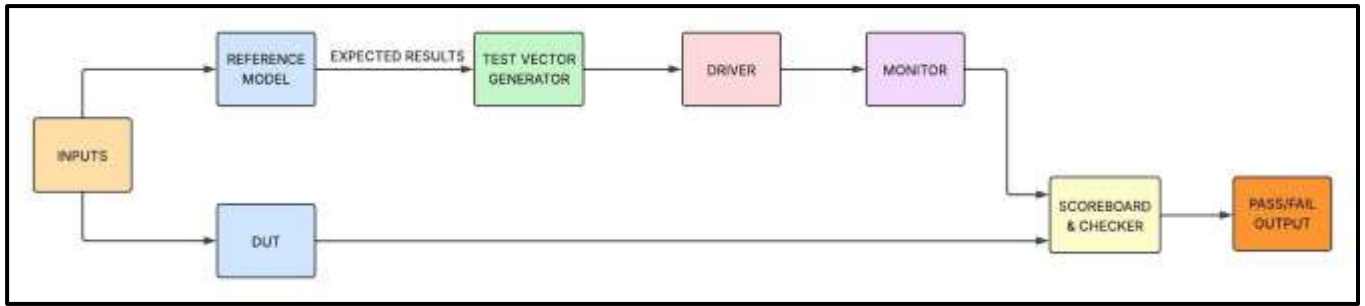 REFERENCE
MODEL
EXPECTED RESULTS
TEST VECTOR
GENERATOR
DRIVER
MONITOR
INPUTS
DUT
SCOREBOARD
& CHECKER
PASS/FAIL
OUTPUT